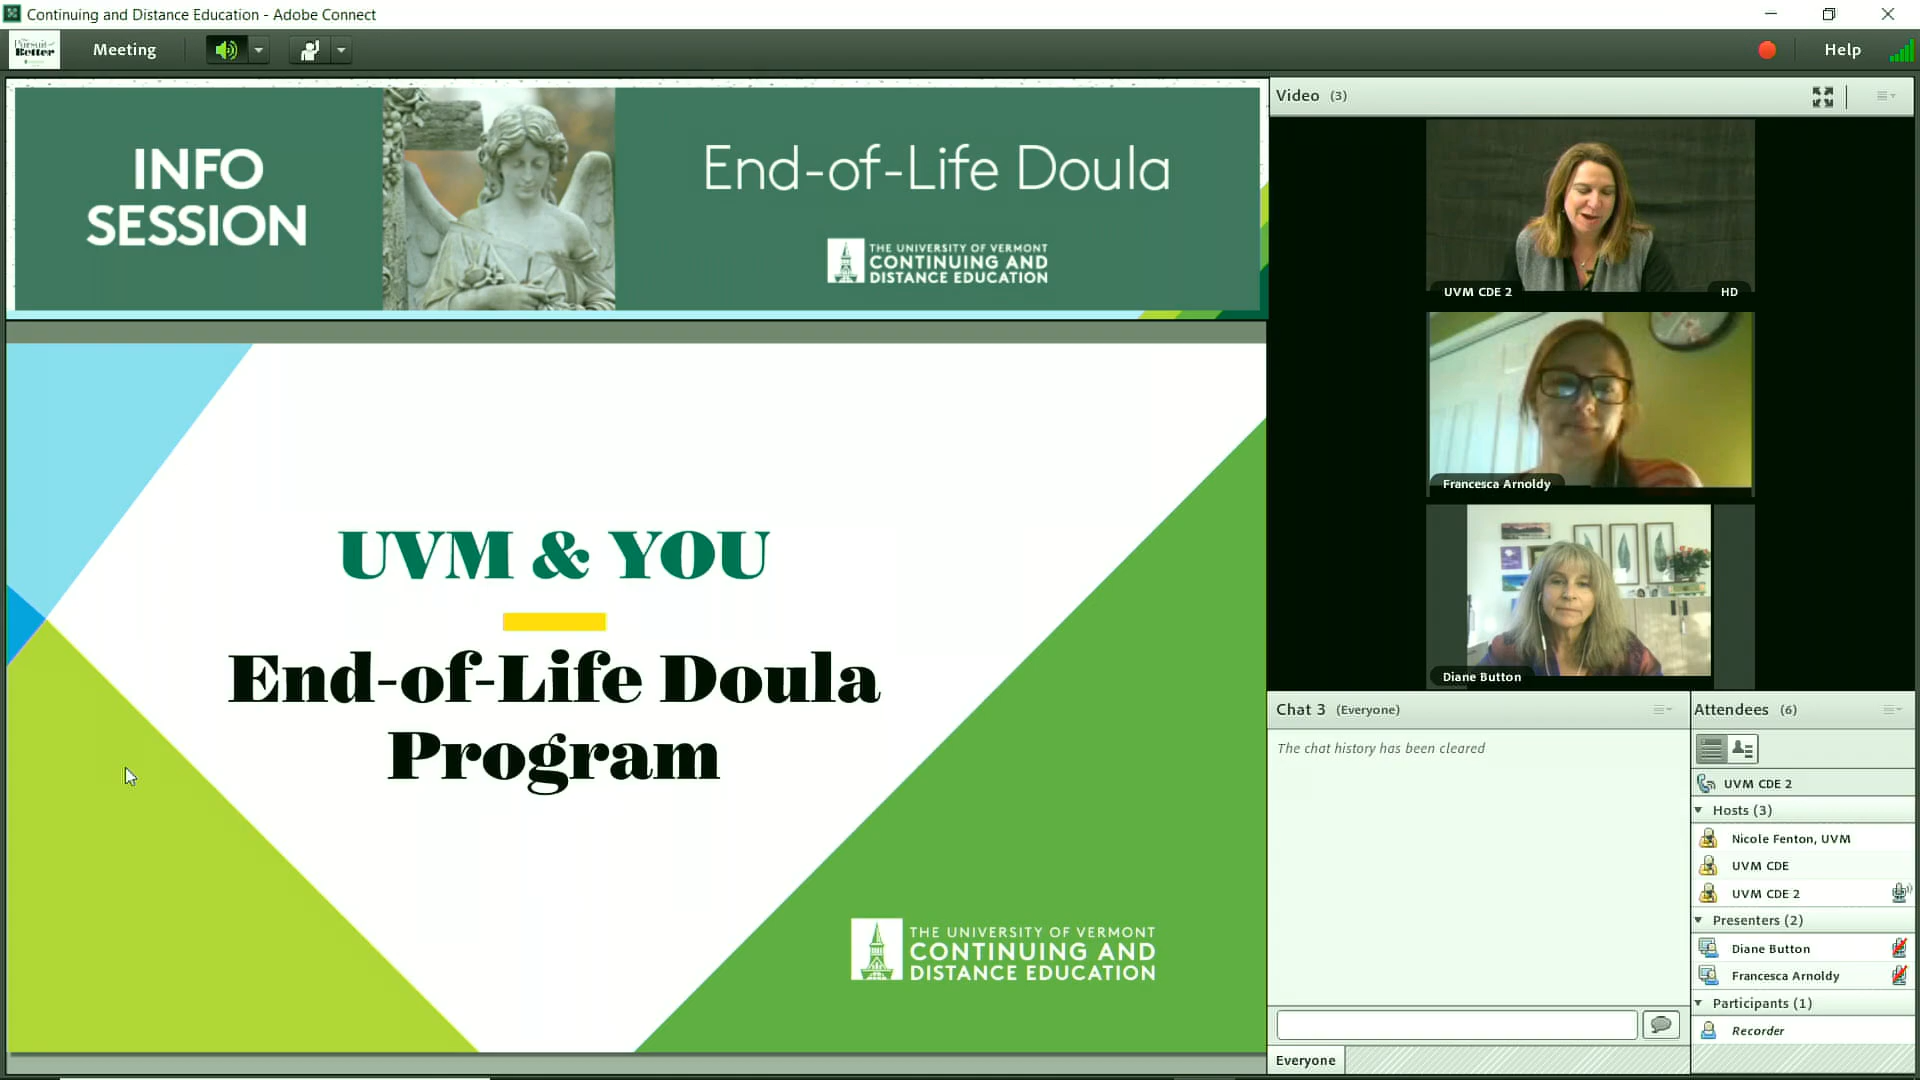 Continuing and Distance Education - Adobe Connect
Meeting
Help
INFO
SESSION
End-of-Life Doula
THE UNIVERSITY OF VERMONT
CONTINUING AND
DISTANCE EDUCATION
UVM & YOU
End-of-Life Doula
Program
THE UNIVERSITY OF VERMONT
CONTINUING AND
DISTANCE EDUCATION
Video (3)
UVM CDE 2
HD
Francesca Arnoldy
Diane Button
Chat 3 (Everyone)
The chat history has been cleared
Everyone
Attendees (6)
UVM CDE 2
Hosts (3)
Nicole Fenton, UVM
UVM CDE
UVM CDE 2
Presenters (2)
Diane Button
Francesca Arnoldy
Participants (1)
Recorder